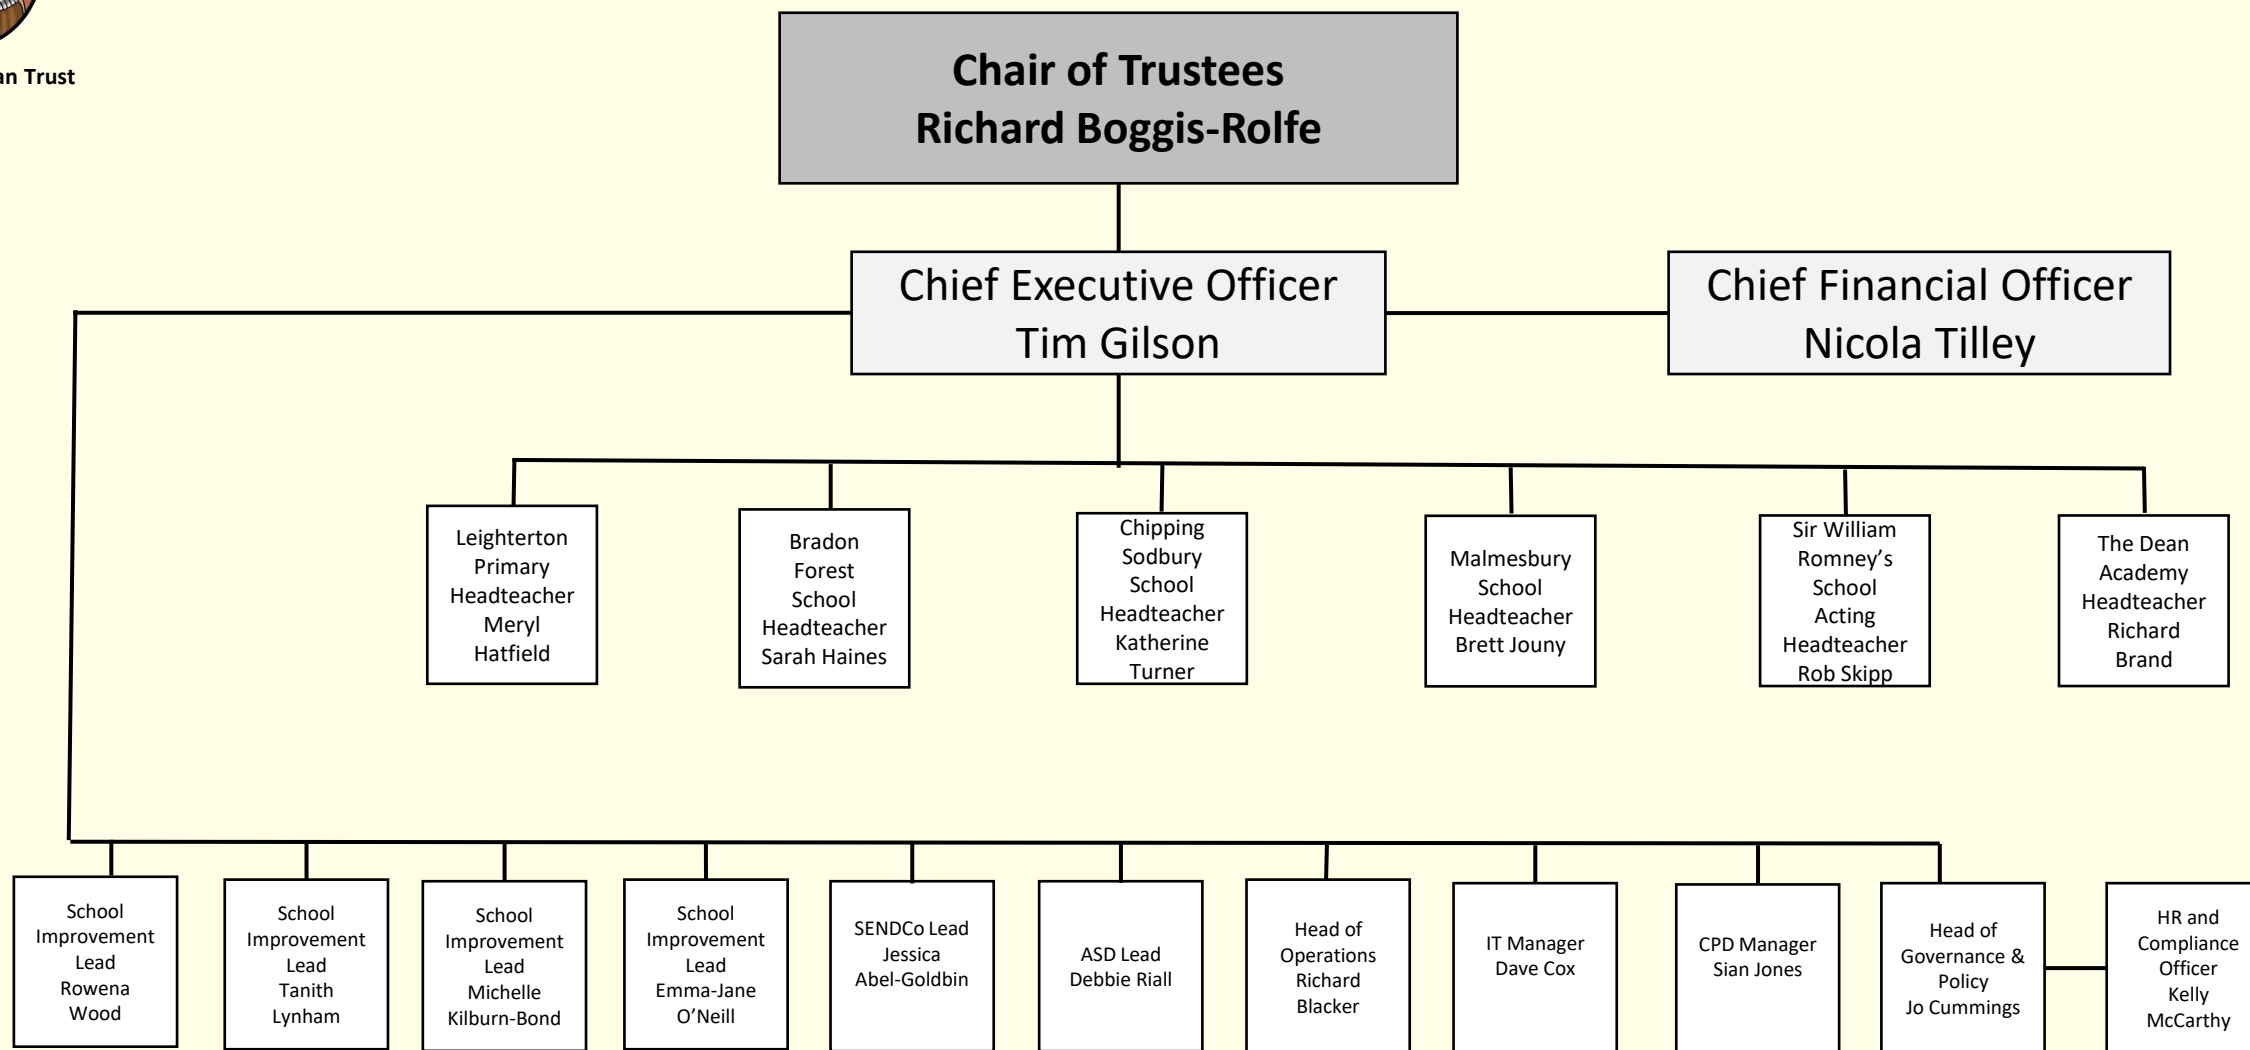 Trust
Chair of Trustees
Richard Boggis-Rolfe
Chief Executive Officer
Tim Gilson
Chief Financial Officer
Nicola Tilley
Leighterton
Primary
Headteacher
Meryl
Hatfield
Bradon
Forest
School
Headteacher
Sarah Haines
Chipping
Sodbury
School
Headteacher
Katherine
Turner
Malmesbury
School
Headteacher
Brett Jouny
Sir William
Romney’s
School
Acting
Headteacher
Rob Skipp
The Dean
Academy
Headteacher
Richard
Brand
School
Improvement
Lead
Rowena
Wood
School
Improvement
Lead
Tanith
Lynham
School
Improvement
Lead
Michelle
Kilburn-Bond
School
Improvement
Lead
Emma-Jane
O’Neill
SENDCo Lead
Jessica
Abel-Goldbin
ASD Lead
Debbie Riall
Head of
Operations
Richard
Blacker
IT Manager
Dave Cox
CPD Manager
Sian Jones
Head of
Governance &
Policy
Jo Cummings
HR and
Compliance
Officer
Kelly
McCarthy